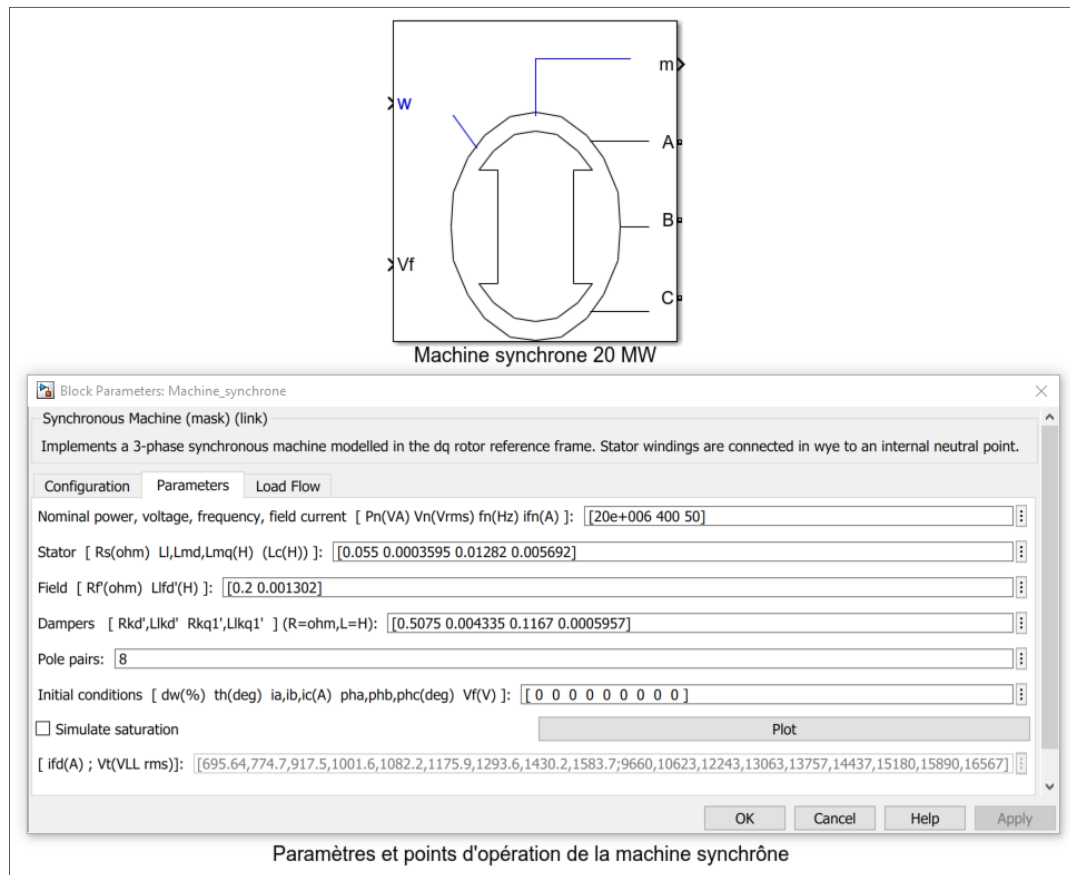 m
w
A
B
Vf
C
Machine synchrone 20 MW
Block Parameters: Machine_synchrone
Synchronous Machine (mask) (link)
Implements a 3-phase synchronous machine modelled in the dq rotor reference frame. Stator windings are connected in wye to an internal neutral point.
Configuration Parameters Load Flow
Nominal power, voltage, frequency, field current [ Pn(VA) Vn(Vrms) fn(Hz) ifn(A) ]: [20e+006 400 50]
Stator [ Rs(ohm) Ll,Lmd,Lmq(H) (Lc(H)) ]: [0.055 0.0003595 0.01282 0.005692]
Field [ Rf'(ohm) Llfd'(H) ]: [0.2 0.001302]
Dampers [ Rkd',Llkd' Rkq1',Llkq1' ] (R=ohm,L=H): [0.5075 0.004335 0.1167 0.0005957]
Pole pairs: 8
Initial conditions [ dw(%) th(deg) ia,ib,ic(A) pha,phb,phc(deg) Vf(V) ]: [ 0 0 0 0 0 0 0 0 0 ]
Simulate saturation Plot
[ ifd(A) ; Vt(VLL rms)]: [695.64,774.7,917.5,1001.6,1082.2,1175.9,1293.6,1430.2,1583.7;9660,10623,12243,13063,13757,14437,15180,15890,16567]
OK Cancel Help Apply
Paramètres et points d'opération de la machine synchrône